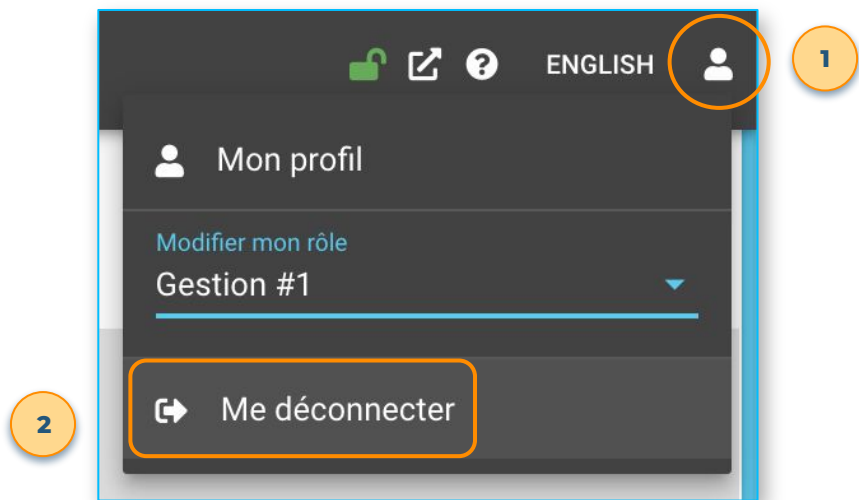 ENGLISH
1
Mon profil
Modifier mon rôle
Gestion #1
Me déconnecter
2